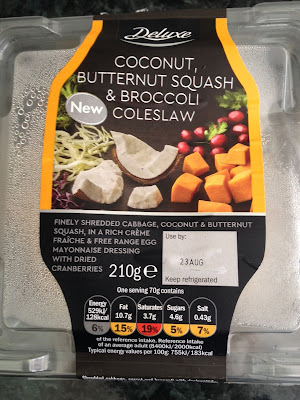 Deluxe
COCONUT,
BUTTERNUT SQUASH
& BROCCOLI
COLESLAW
New
FINELY SHREDDED CABBAGE, COCONUT & BUTTERNUT
SQUASH, IN A RICH CRÈME
FRAÎCHE & FREE RANGE EGG
MAYONNAISE DRESSING
WITH DRIED
CRANBERRIES
210g e
Use by:
23AUG
Keep refrigerated
One serving 70g contains
Energy Fat Saturates Sugars Salt
529kJ/ 10.7g 3.7g 4.6g 0.43g
128kcal
6% 15% 19% 5% 7%
of the reference intake. Reference intake
of an average adult (8400kJ/2000kcal)
Typical energy values per 100g: 755kJ/183kcal